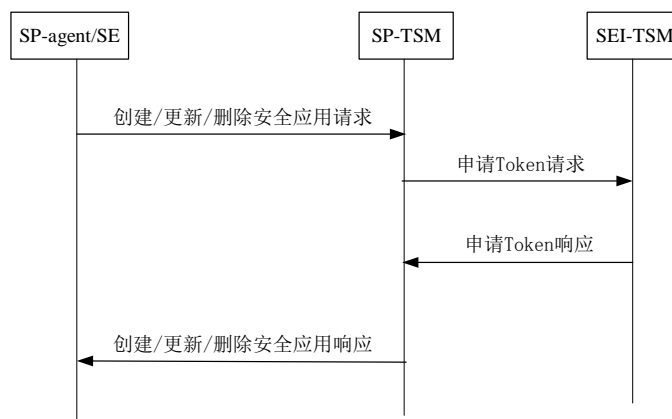 SP-agent/SE
SP-TSM
SEI-TSM
创建/更新/删除安全应用请求
申请Token请求
申请Token响应
创建/更新/删除安全应用响应